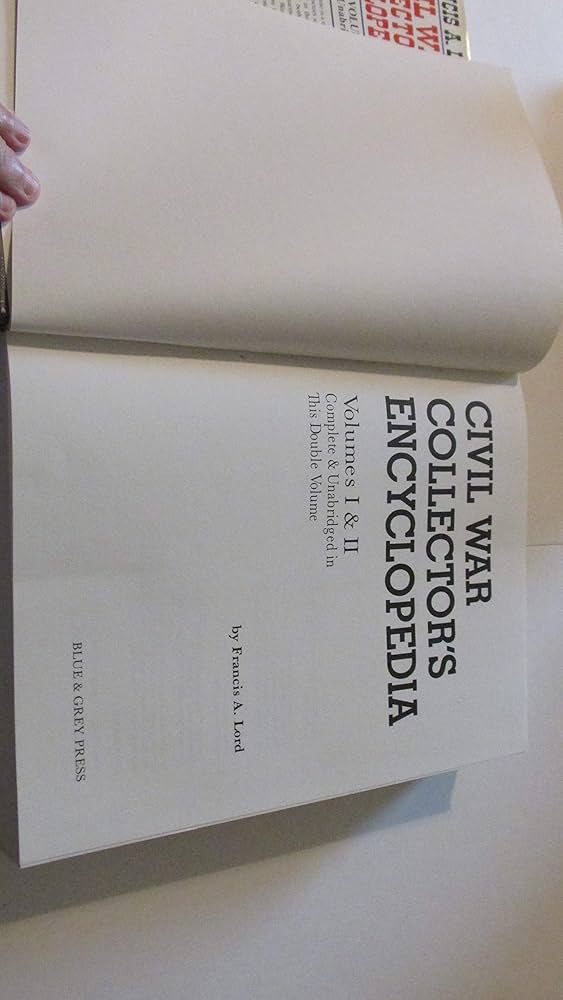 CIVIL WAR
COLLECTOR'S
ENCYCLOPEDIA
Volumes I & II
Complete & Unabridged in
This Double Volume
by Francis A. Lord
BLUE & GREY PRESS